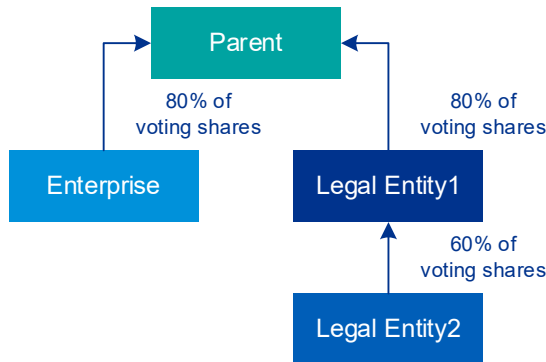 Parent
80% of
voting shares
80% of
voting shares
Enterprise
Legal Entity1
60% of
voting shares
Legal Entity2